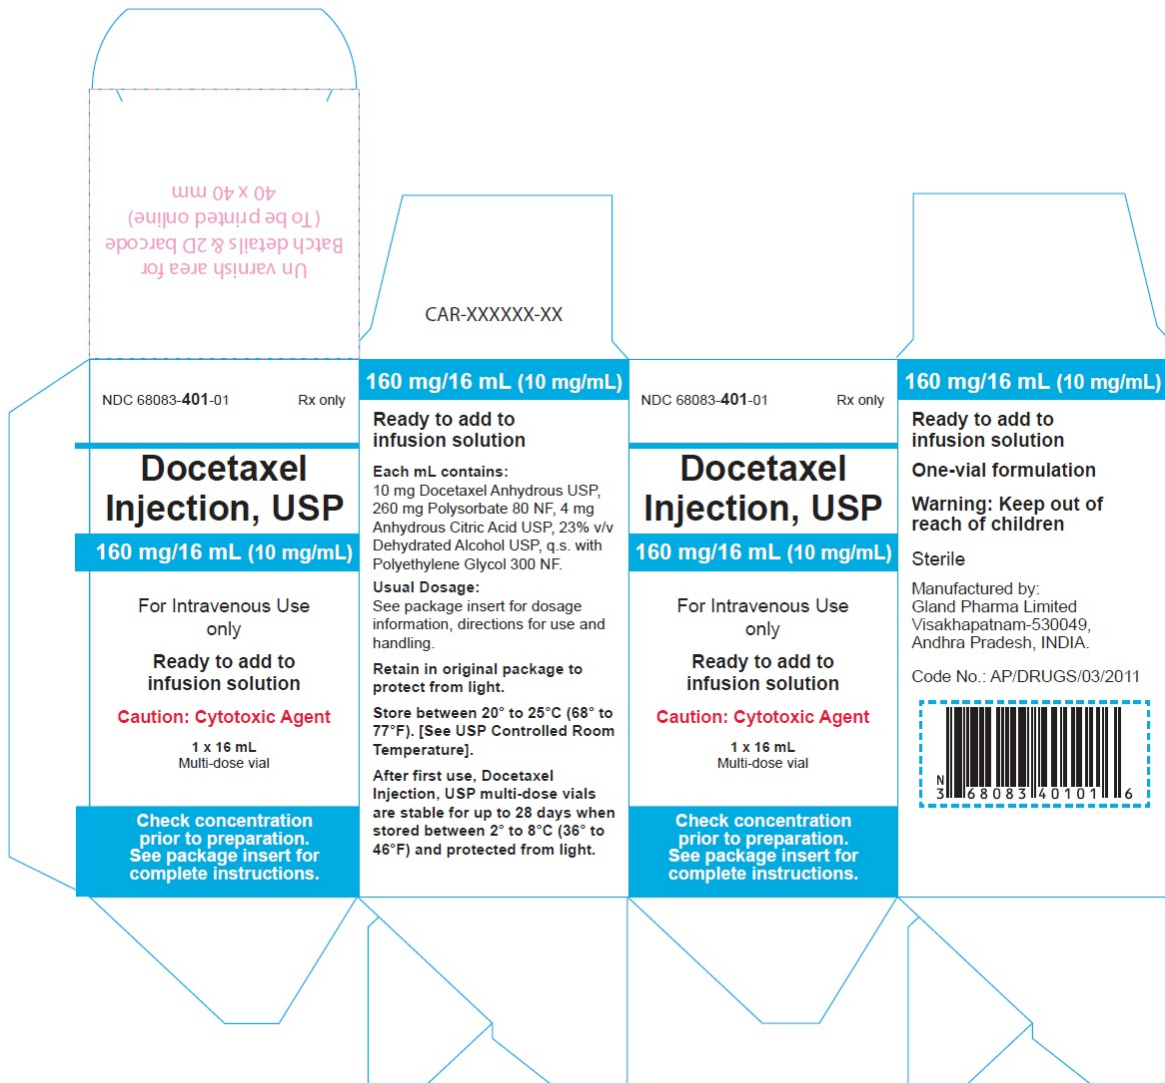 Un varnish area for
Batch details & 2D barcode
(To be printed online)
40 x 40 mm
CAR-XXXXXX-XX
NDC 68083-401-01 Rx only
Docetaxel
Injection, USP
160 mg/16 mL (10 mg/mL)
For Intravenous Use
only
Ready to add to
infusion solution
Caution: Cytotoxic Agent
1 x 16 mL
Multi-dose vial
Check concentration
prior to preparation.
See package insert for
complete instructions.
160 mg/16 mL (10 mg/mL)
Ready to add to
infusion solution
Each mL contains:
10 mg Docetaxel Anhydrous USP,
260 mg Polysorbate 80 NF, 4 mg
Anhydrous Citric Acid USP, 23% v/v
Dehydrated Alcohol USP, q.s. with
Polyethylene Glycol 300 NF.
Usual Dosage:
See package insert for dosage
information, directions for use and
handling.
Retain in original package to
protect from light.
Store between 20° to 25°C (68° to
77°F). [See USP Controlled Room
Temperature].
After first use, Docetaxel
Injection, USP multi-dose vials
are stable for up to 28 days when
stored between 2° to 8°C (36° to
46°F) and protected from light.
NDC 68083-401-01 Rx only
Docetaxel
Injection, USP
160 mg/16 mL (10 mg/mL)
For Intravenous Use
only
Ready to add to
infusion solution
Caution: Cytotoxic Agent
1 x 16 mL
Multi-dose vial
Check concentration
prior to preparation.
See package insert for
complete instructions.
160 mg/16 mL (10 mg/mL)
Ready to add to
infusion solution
One-vial formulation
Warning: Keep out of
reach of children
Sterile
Manufactured by:
Gland Pharma Limited
Visakhapatnam-530049,
Andhra Pradesh, INDIA.
Code No.: AP/DRUGS/03/2011
N
3 68083 40101 6